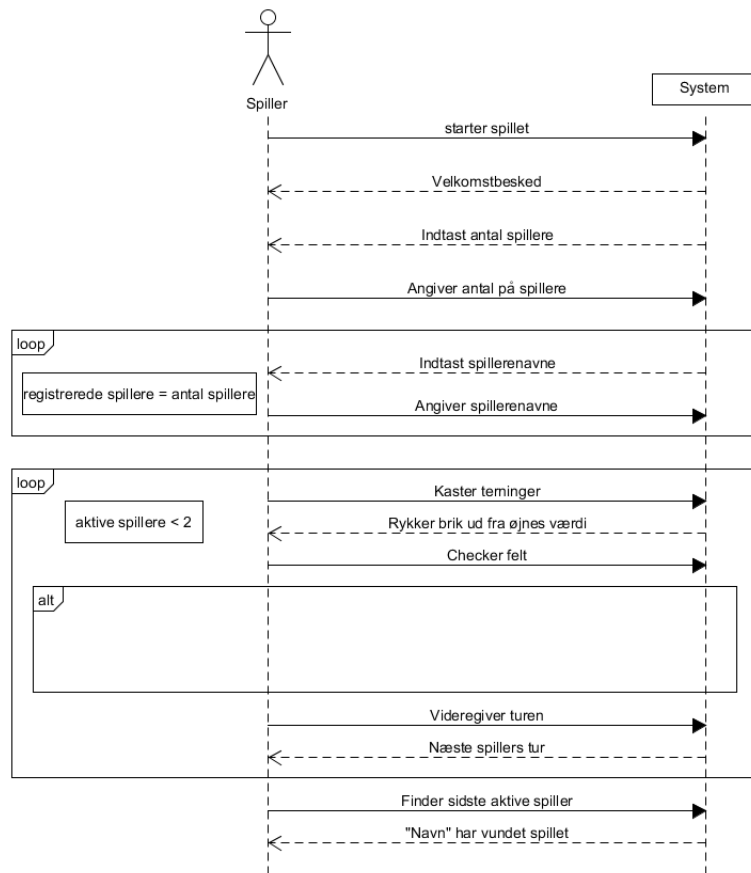 Spiller
System
starter spillet
Velkomstbesked
Indtast antal spillere
Angiver antal på spillere
loop
Indtast spillerenavne
registrerede spillere = antal spillere
Angiver spillerenavne
loop
Kaster terninger
aktive spillere < 2
Rykker brik ud fra øjnes værdi
Checker felt
alt
Videregiver turen
Næste spillers tur
Finder sidste aktive spiller
"Navn" har vundet spillet